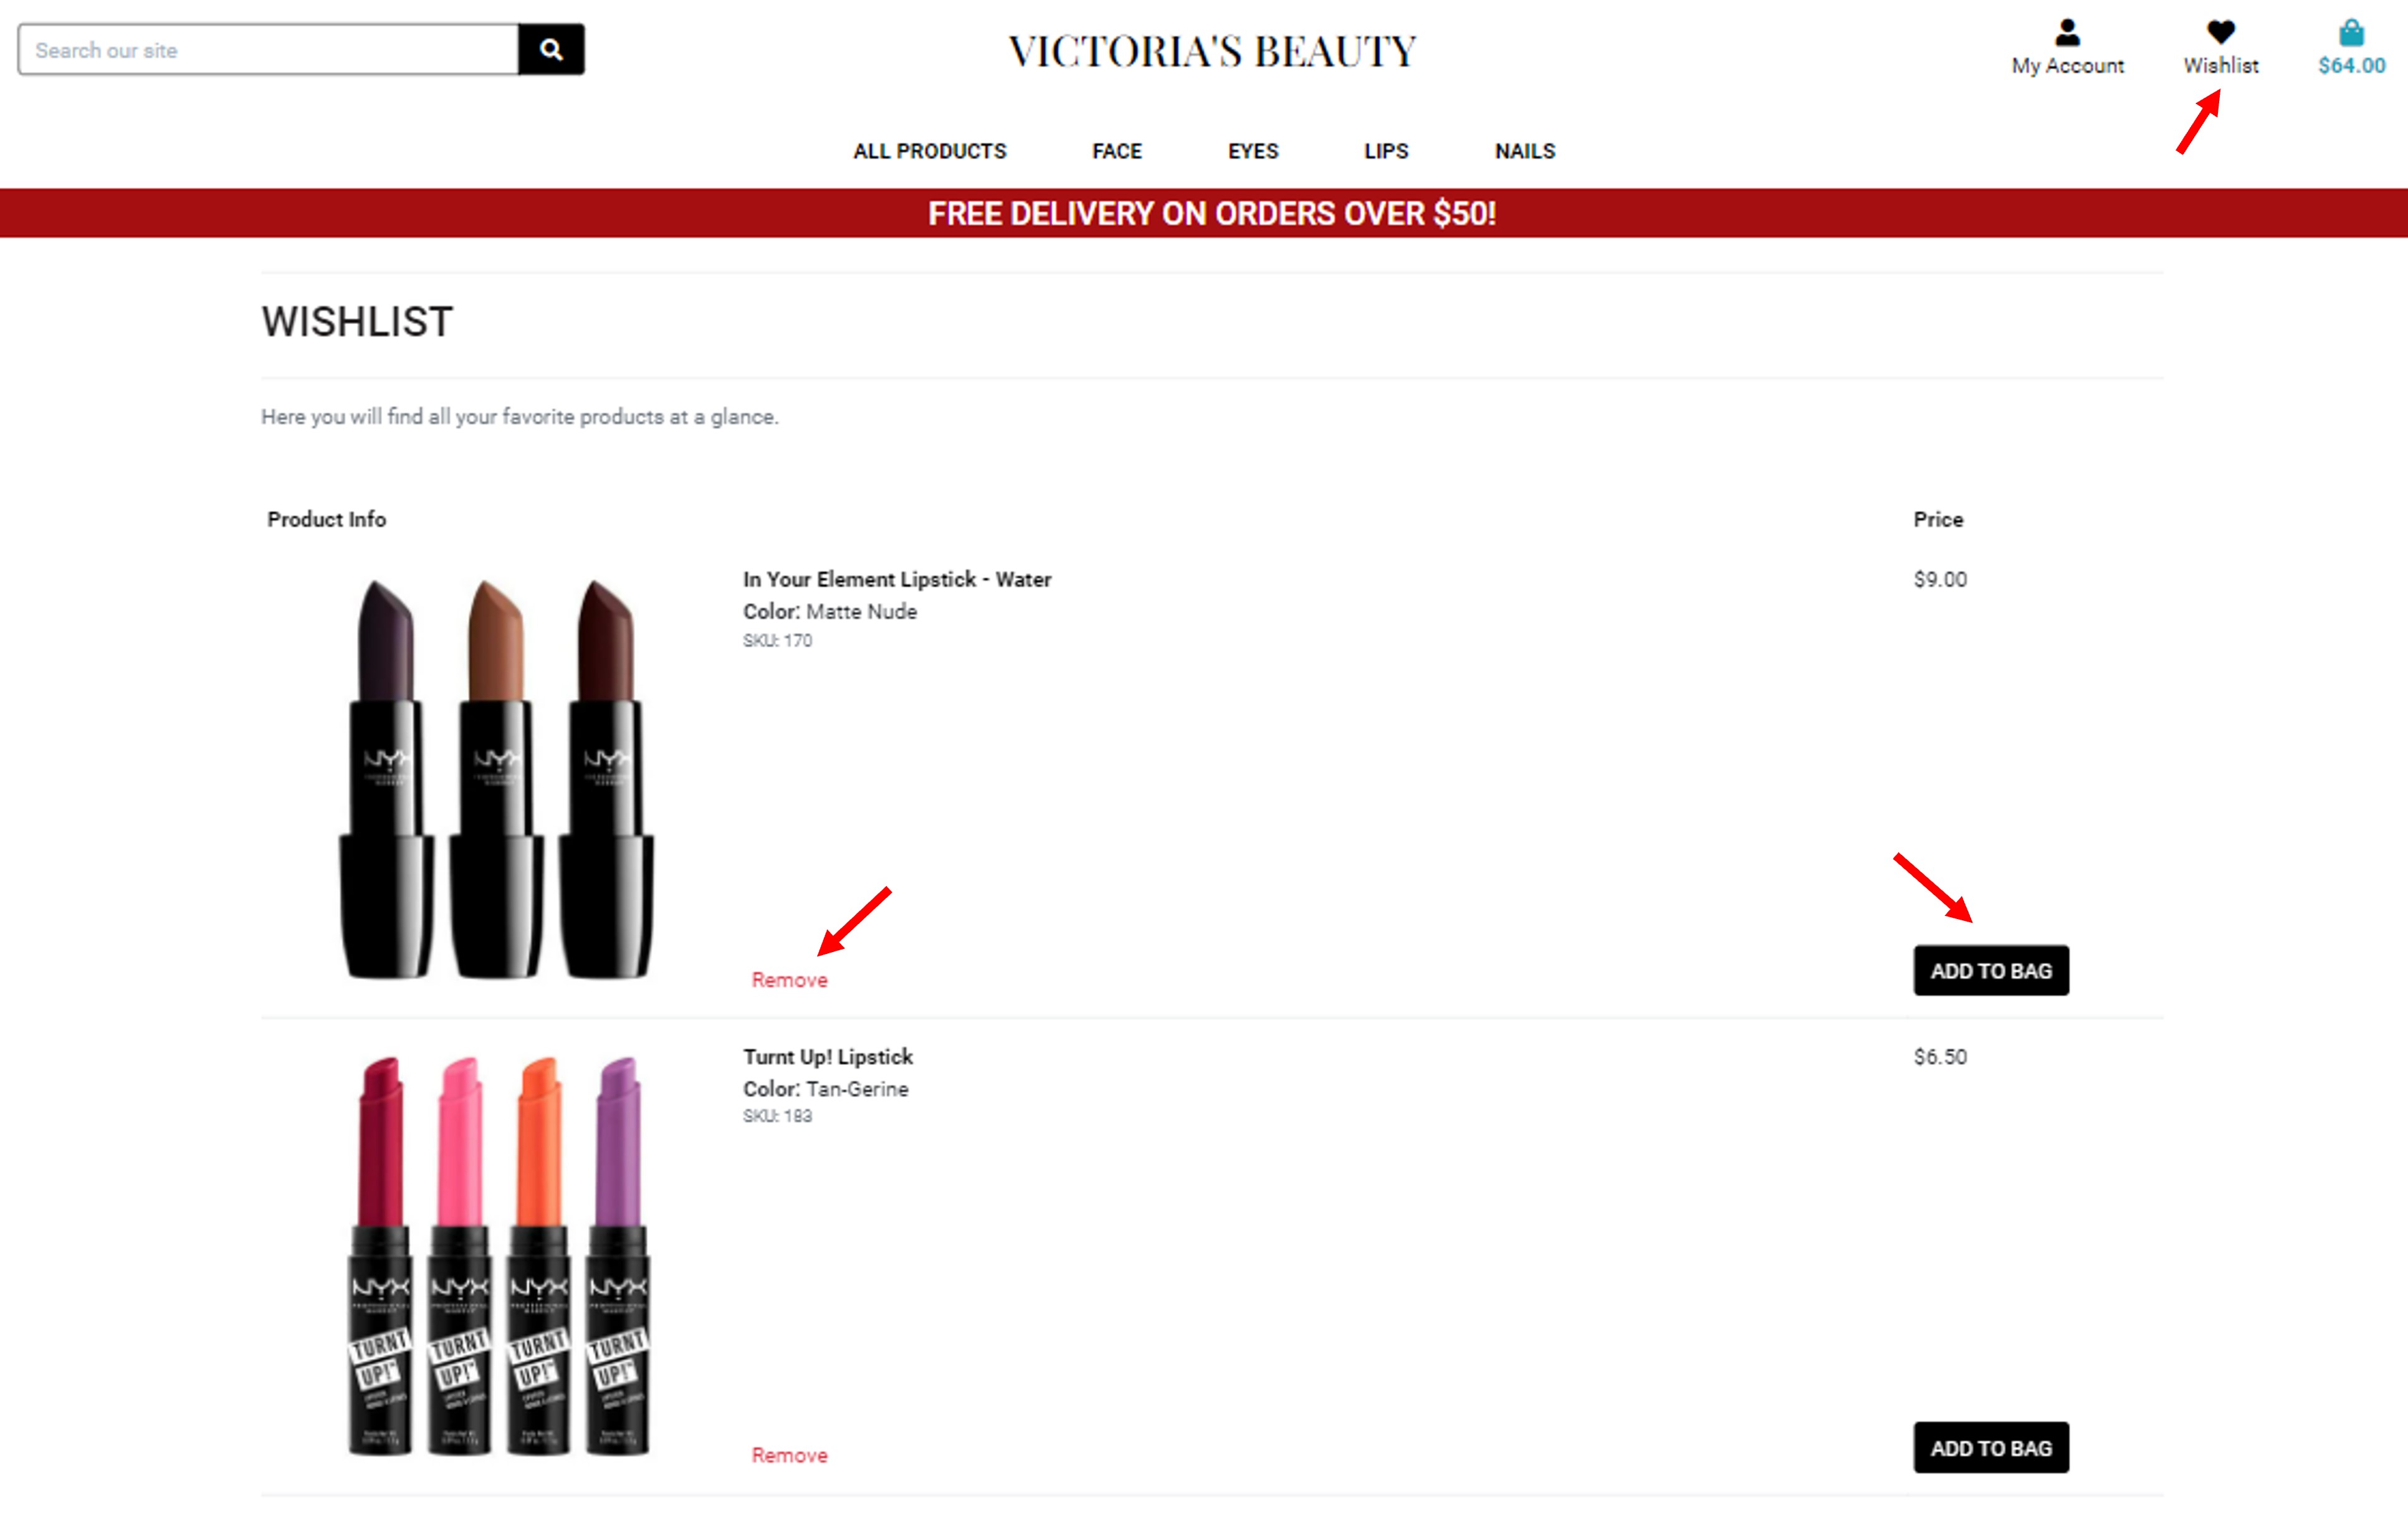 Search our site
VICTORIA'S BEAUTY
My Account
Wishlist
$64.00
ALL PRODUCTS
FACE
EYES
LIPS
NAILS
FREE DELIVERY ON ORDERS OVER $50!
WISHLIST
Here you will find all your favorite products at a glance.
Product Info
Price
In Your Element Lipstick - Water
$9.00
Color: Matte Nude
SKU: 170
NYX
NYX
NYX
Remove
ADD TO BAG
Turnt Up! Lipstick
$6.50
Color: Tan-Gerine
SKU: 183
NYX
NYX
NYX
NYX
TURNT
UP!
TURNT
UP!
TURNT
UP!
TURNT
UP!
Remove
ADD TO BAG